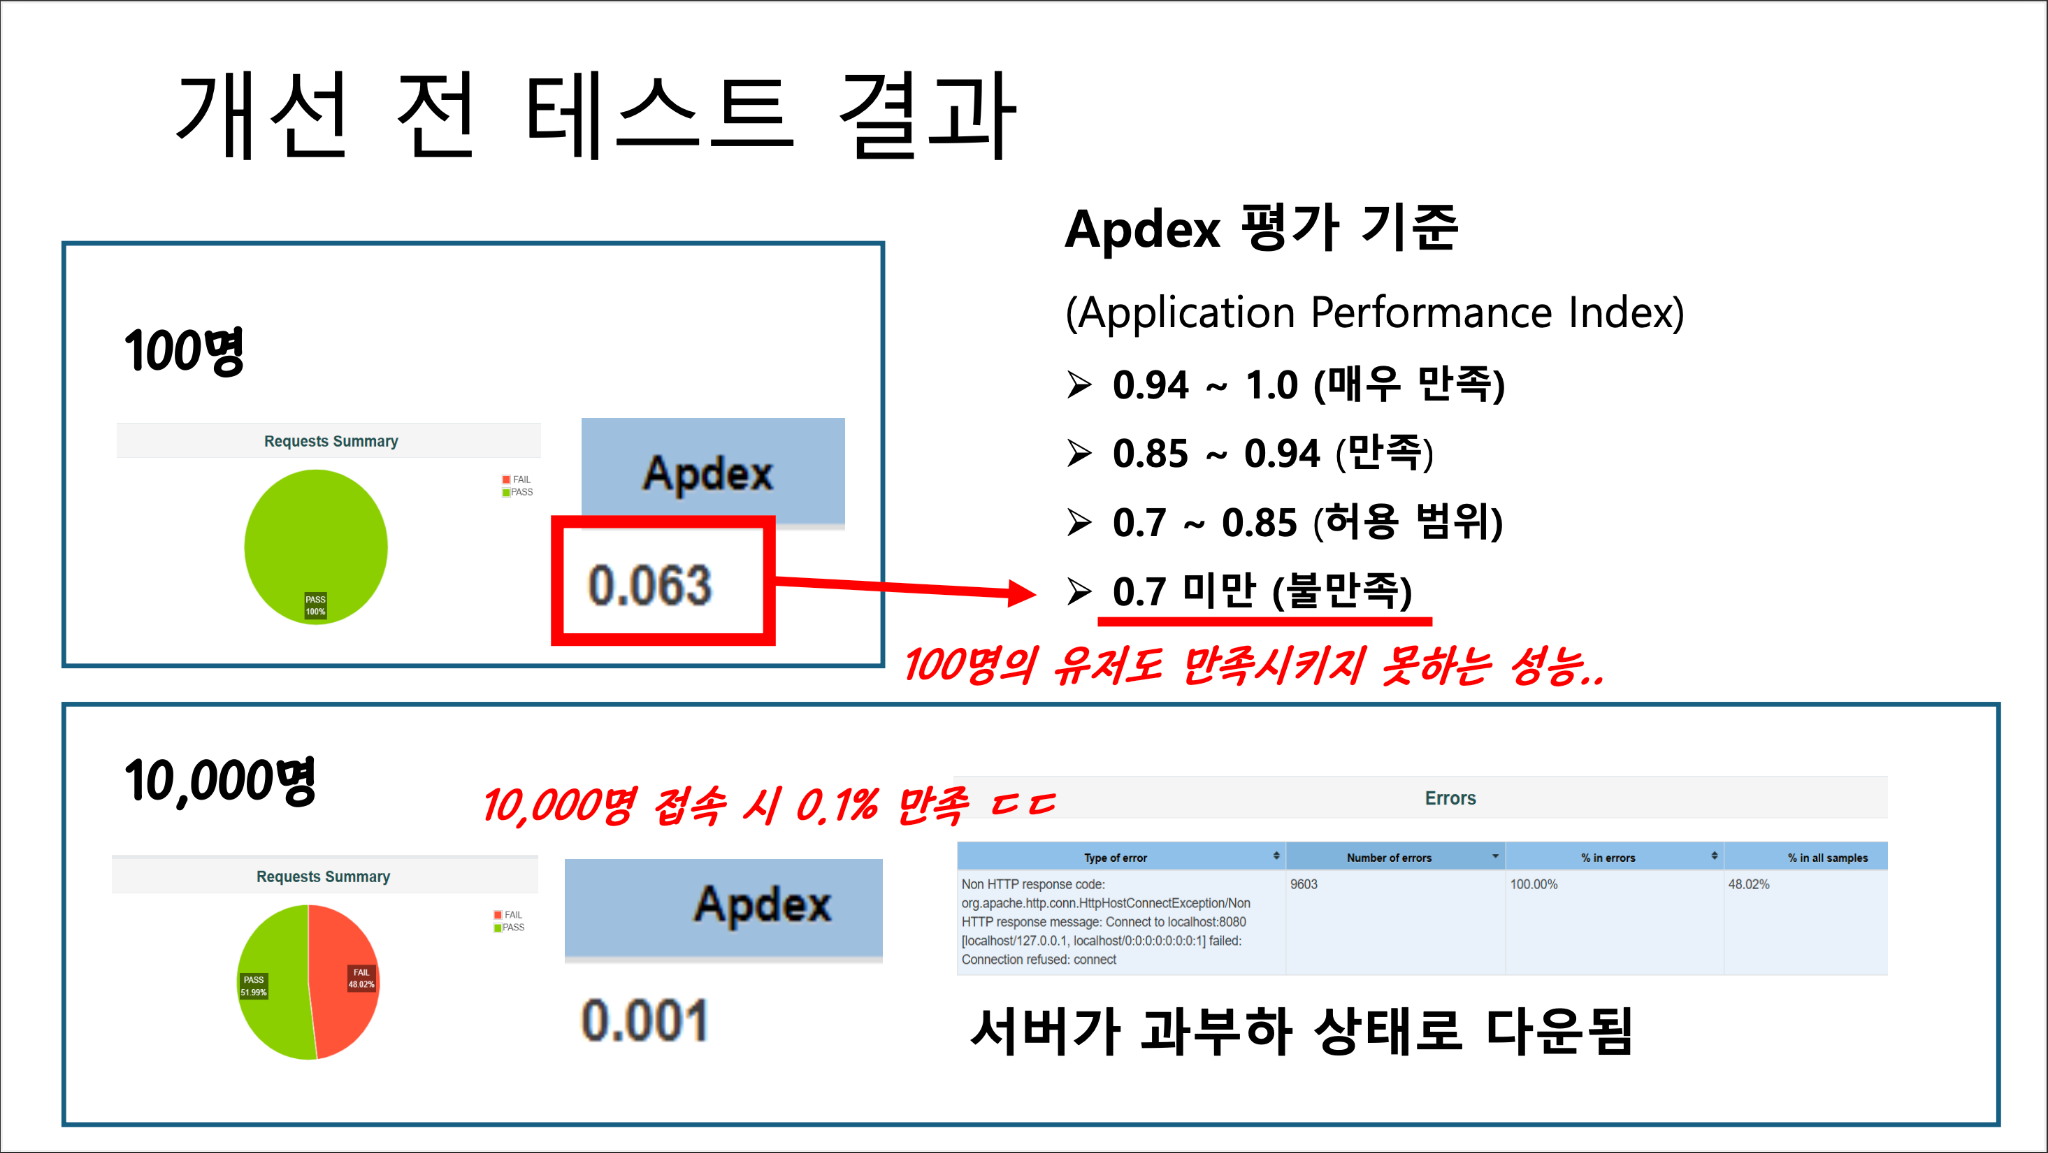 개선 전 테스트 결과
Apdex 평가 기준
(Application Performance Index)
➢ 0.94 ~ 1.0 (매우 만족)
➢ 0.85 ~ 0.94 (만족)
➢ 0.7 ~ 0.85 (허용 범위)
➢ 0.7 미만 (불만족)
100명
Requests Summary
FAIL
PASS
PASS
100%
Apdex
0.063
100명의 유저도 만족시키지 못하는 성능..
10,000명
10,000명 접속 시 0.1% 만족 ㄷㄷ
Requests Summary
FAIL
PASS
PASS
51.99%
FAIL
48.02%
Apdex
0.001
Errors
Type of error Number of errors % in errors % in all samples
Non HTTP response code: 9603 100.00% 48.02%
org.apache.http.conn.HttpHostConnectException/Non
HTTP response message: Connect to localhost:8080
[localhost/127.0.0.1, localhost/0:0:0:0:0:0:0:1] failed:
Connection refused: connect
서버가 과부하 상태로 다운됨